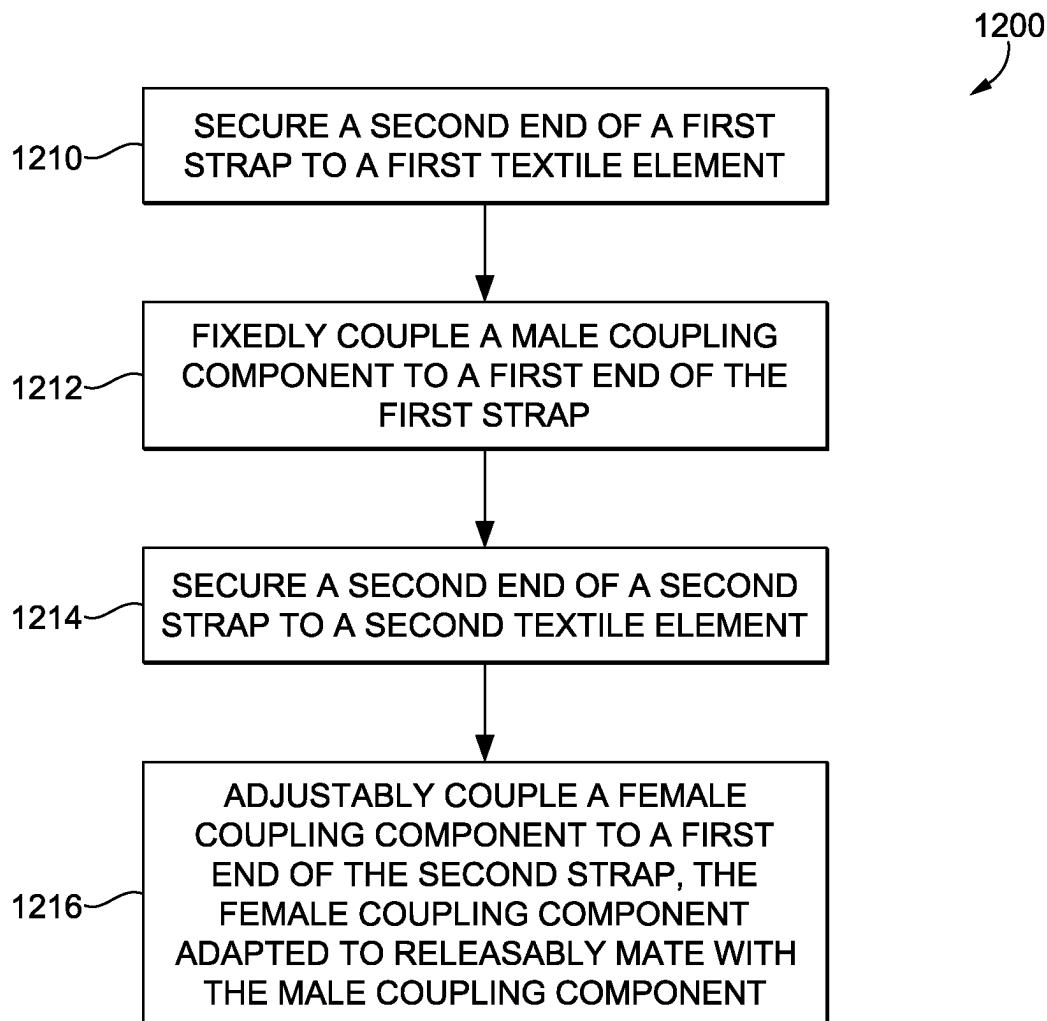 1200
SECURE A SECOND END OF A FIRST
STRAP TO A FIRST TEXTILE ELEMENT
1210
FIXEDLY COUPLE A MALE COUPLING
COMPONENT TO A FIRST END OF THE
FIRST STRAP
1212
SECURE A SECOND END OF A SECOND
STRAP TO A SECOND TEXTILE ELEMENT
1214
ADJUSTABLY COUPLE A FEMALE
COUPLING COMPONENT TO A FIRST
END OF THE SECOND STRAP, THE
FEMALE COUPLING COMPONENT
ADAPTED TO RELEASABLY MATE WITH
THE MALE COUPLING COMPONENT
1216